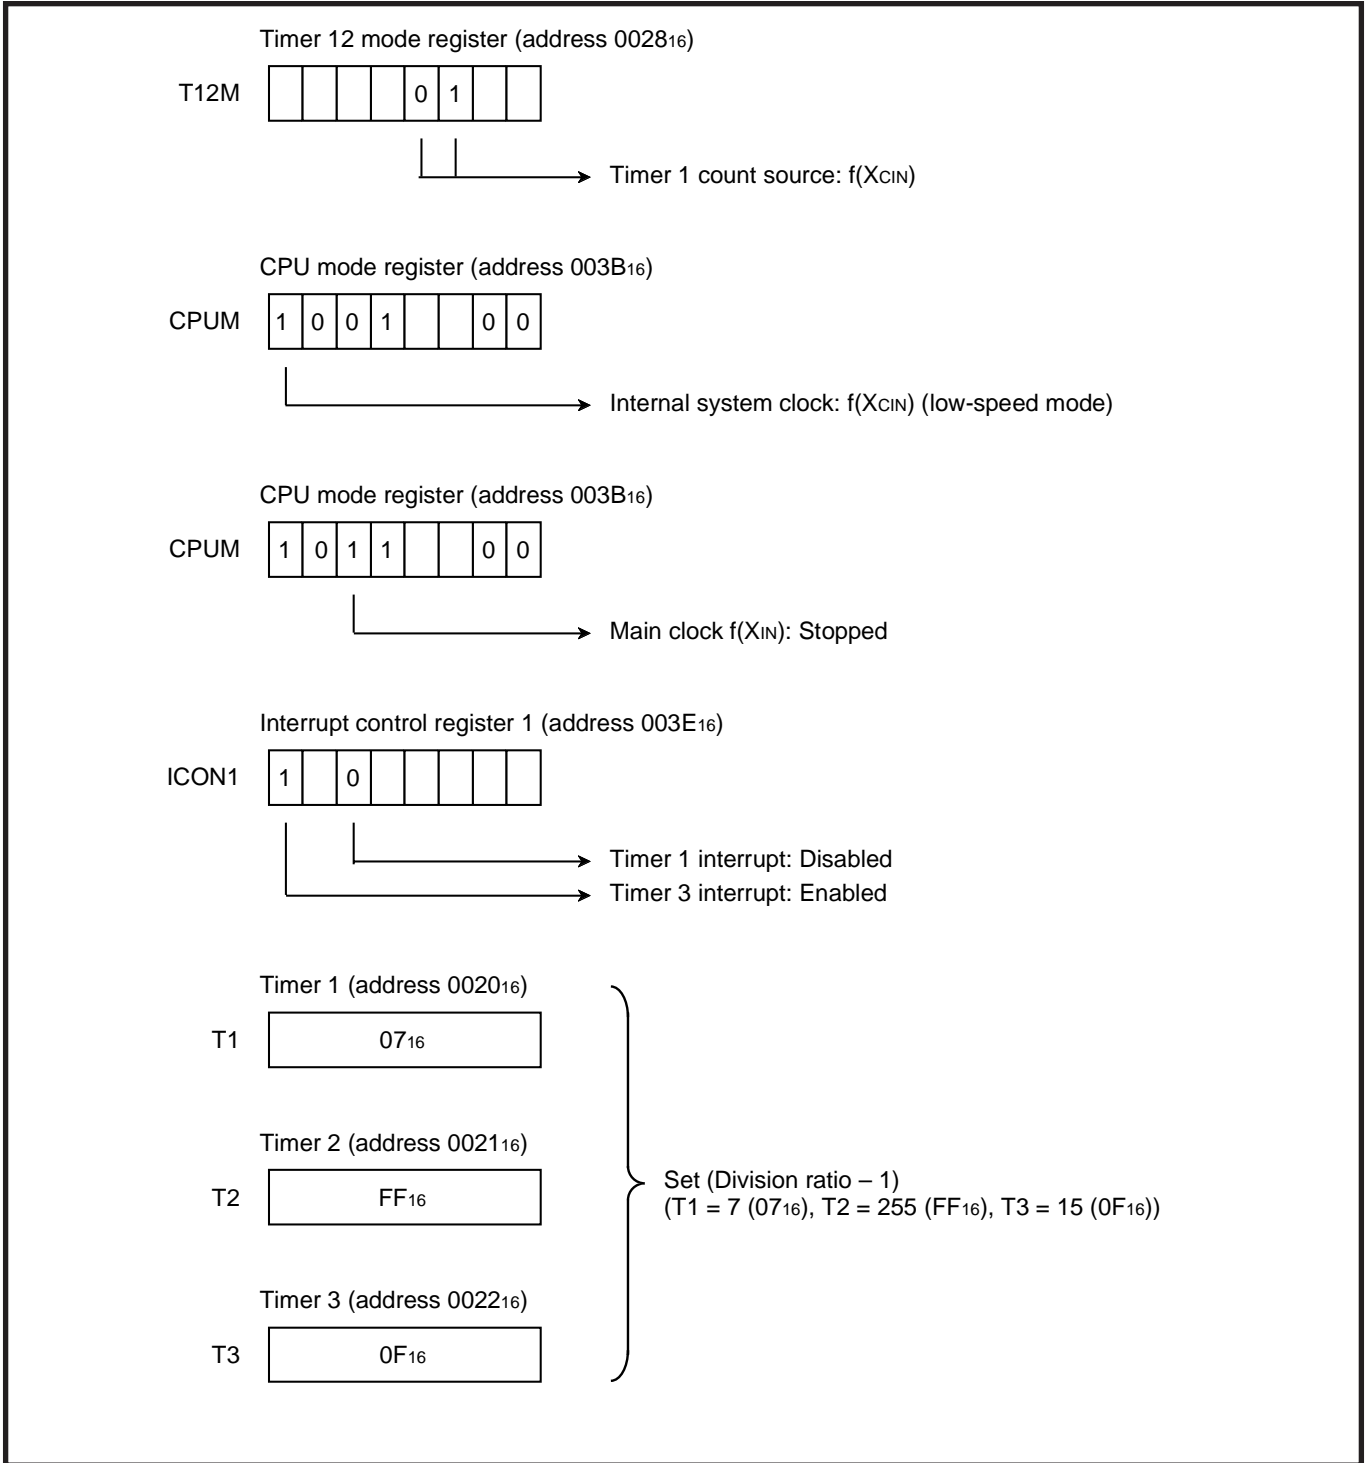 Timer 12 mode register (address 002816)
T12M 0 1
Timer 1 count source: f(XCIN)
CPU mode register (address 003B16)
CPUM 1 0 0 1 0 0
Internal system clock: f(XCIN) (low-speed mode)
CPU mode register (address 003B16)
CPUM 1 0 1 1 0 0
Main clock f(XIN): Stopped
Interrupt control register 1 (address 003E16)
ICON1 1 0
Timer 1 interrupt: Disabled
Timer 3 interrupt: Enabled
Timer 1 (address 002016)
T1 0716
Timer 2 (address 002116)
T2 FF16
Set (Division ratio – 1)
(T1 = 7 (0716), T2 = 255 (FF16), T3 = 15 (0F16))
Timer 3 (address 002216)
T3 0F16